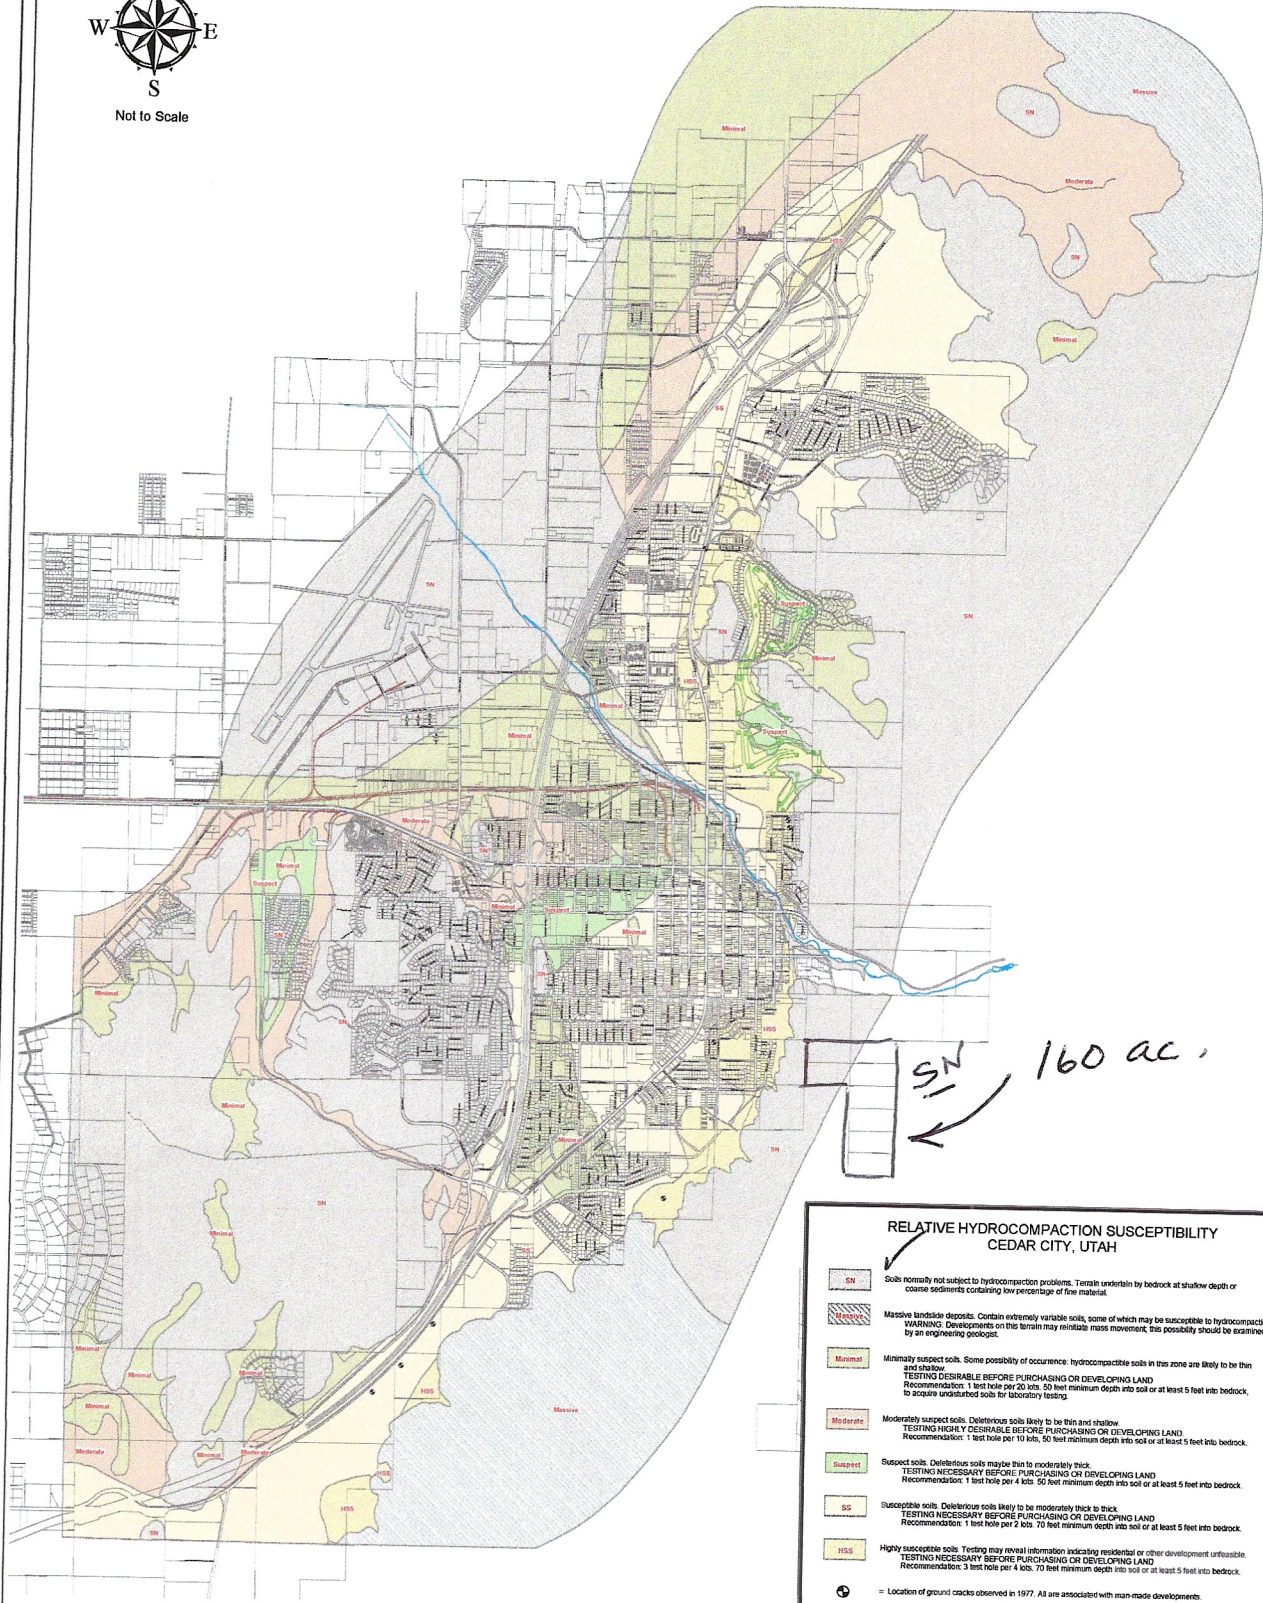 W
E
S
Not to Scale
Massive
SN
Minimal
Moderate
HSS
SN
Minimal
SS
SN
Suspect
SN
SN
Minimal
HSS
Minimal
Minimal
Suspect
Moderate
SN
Minimal
Suspect
Minimal
Suspect
Minimal
SN
SN
Minimal
SN
HSS
SN
160 ac.
Minimal
Minimal
SN
SN
Minimal
SS
Minimal
Minimal
Minimal
HSS
Minimal
Massive
Moderate
Minimal
Moderate
HSS
HSS
SN
RELATIVE HYDROCOMPACTION SUSCEPTIBILITY
CEDAR CITY, UTAH
SN
Soils normally not subject to hydrocompaction problems. Terrain underlain by bedrock at shallow depth or
coarse sediments containing low percentage of fine material.
Massive
Massive landslide deposits. Contain extremely variable soils, some of which may be susceptible to hydrocompacti
WARNING: Developments on this terrain may reinitiate mass movement; this possibility should be examined
by an engineering geologist.
Minimal
Minimally suspect soils. Some possibility of occurrence: hydrocompactible soils in this zone are likely to be thin
and shallow.
TESTING DESIRABLE BEFORE PURCHASING OR DEVELOPING LAND
Recommendation: 1 test hole per 20 lots, 50 feet minimum depth into soil or at least 5 feet into bedrock,
to acquire undisturbed soils for laboratory testing.
Moderate
Moderately suspect soils. Deleterious soils likely to be thin and shallow.
TESTING HIGHLY DESIRABLE BEFORE PURCHASING OR DEVELOPING LAND.
Recommendation: 1 test hole per 10 lots, 50 feet minimum depth into soil or at least 5 feet into bedrock.
Suspect
Suspect soils. Deleterious soils maybe thin to moderately thick.
TESTING NECESSARY BEFORE PURCHASING OR DEVELOPING LAND
Recommendation: 1 test hole per 4 lots. 50 feet minimum depth into soil or at least 5 feet into bedrock.
SS
Susceptible soils. Deleterious soils likely to be moderately thick to thick.
TESTING NECESSARY BEFORE PURCHASING OR DEVELOPING LAND
Recommendation: 1 test hole per 2 lots. 70 feet minimum depth into soil or at least 5 feet into bedrock.
HSS
Highly susceptible soils. Testing may reveal information indicating residential or other development unfeasible.
TESTING NECESSARY BEFORE PURCHASING OR DEVELOPING LAND
Recommendation: 3 test hole per 4 lots. 70 feet minimum depth into soil or at least 5 feet into bedrock.
= Location of ground cracks observed in 1977. All are associated with man-made developments.